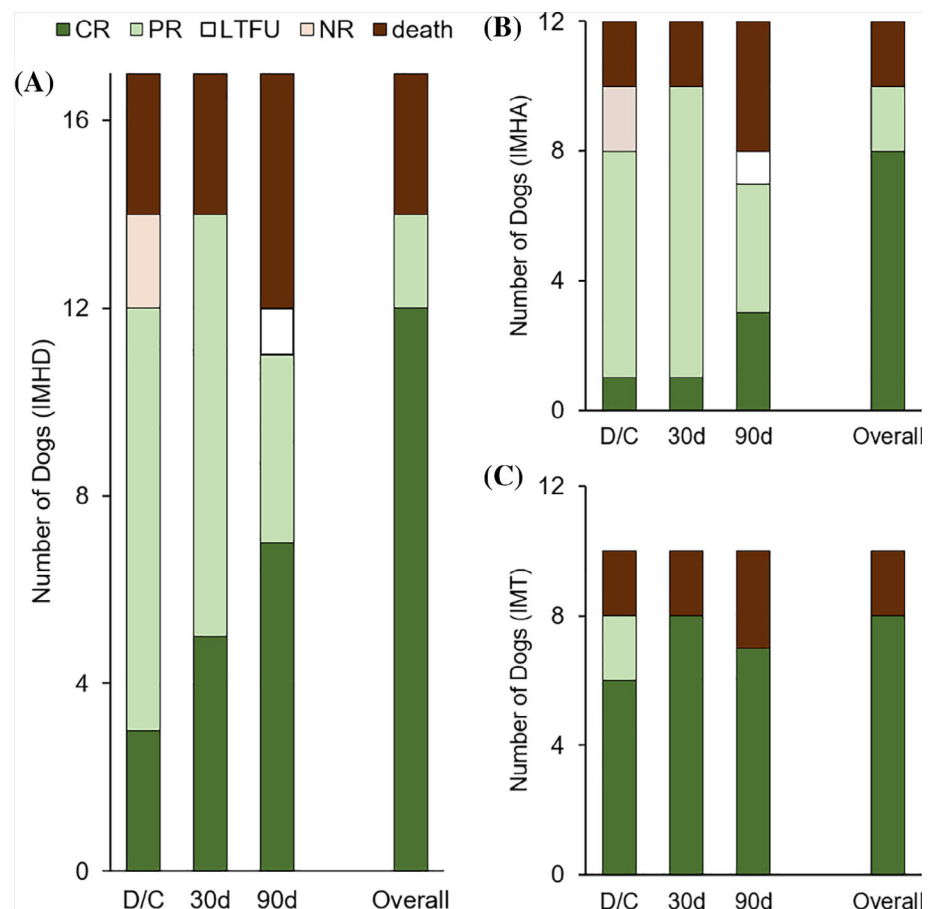 CR PR LTFU NR death
(A)
Number of Dogs (IMHD)
16
12
8
4
0
D/C 30d 90d Overall
(B)
Number of Dogs (IMHA)
12
8
4
0
D/C 30d 90d Overall
(C)
Number of Dogs (IMT)
12
8
4
0
D/C 30d 90d Overall